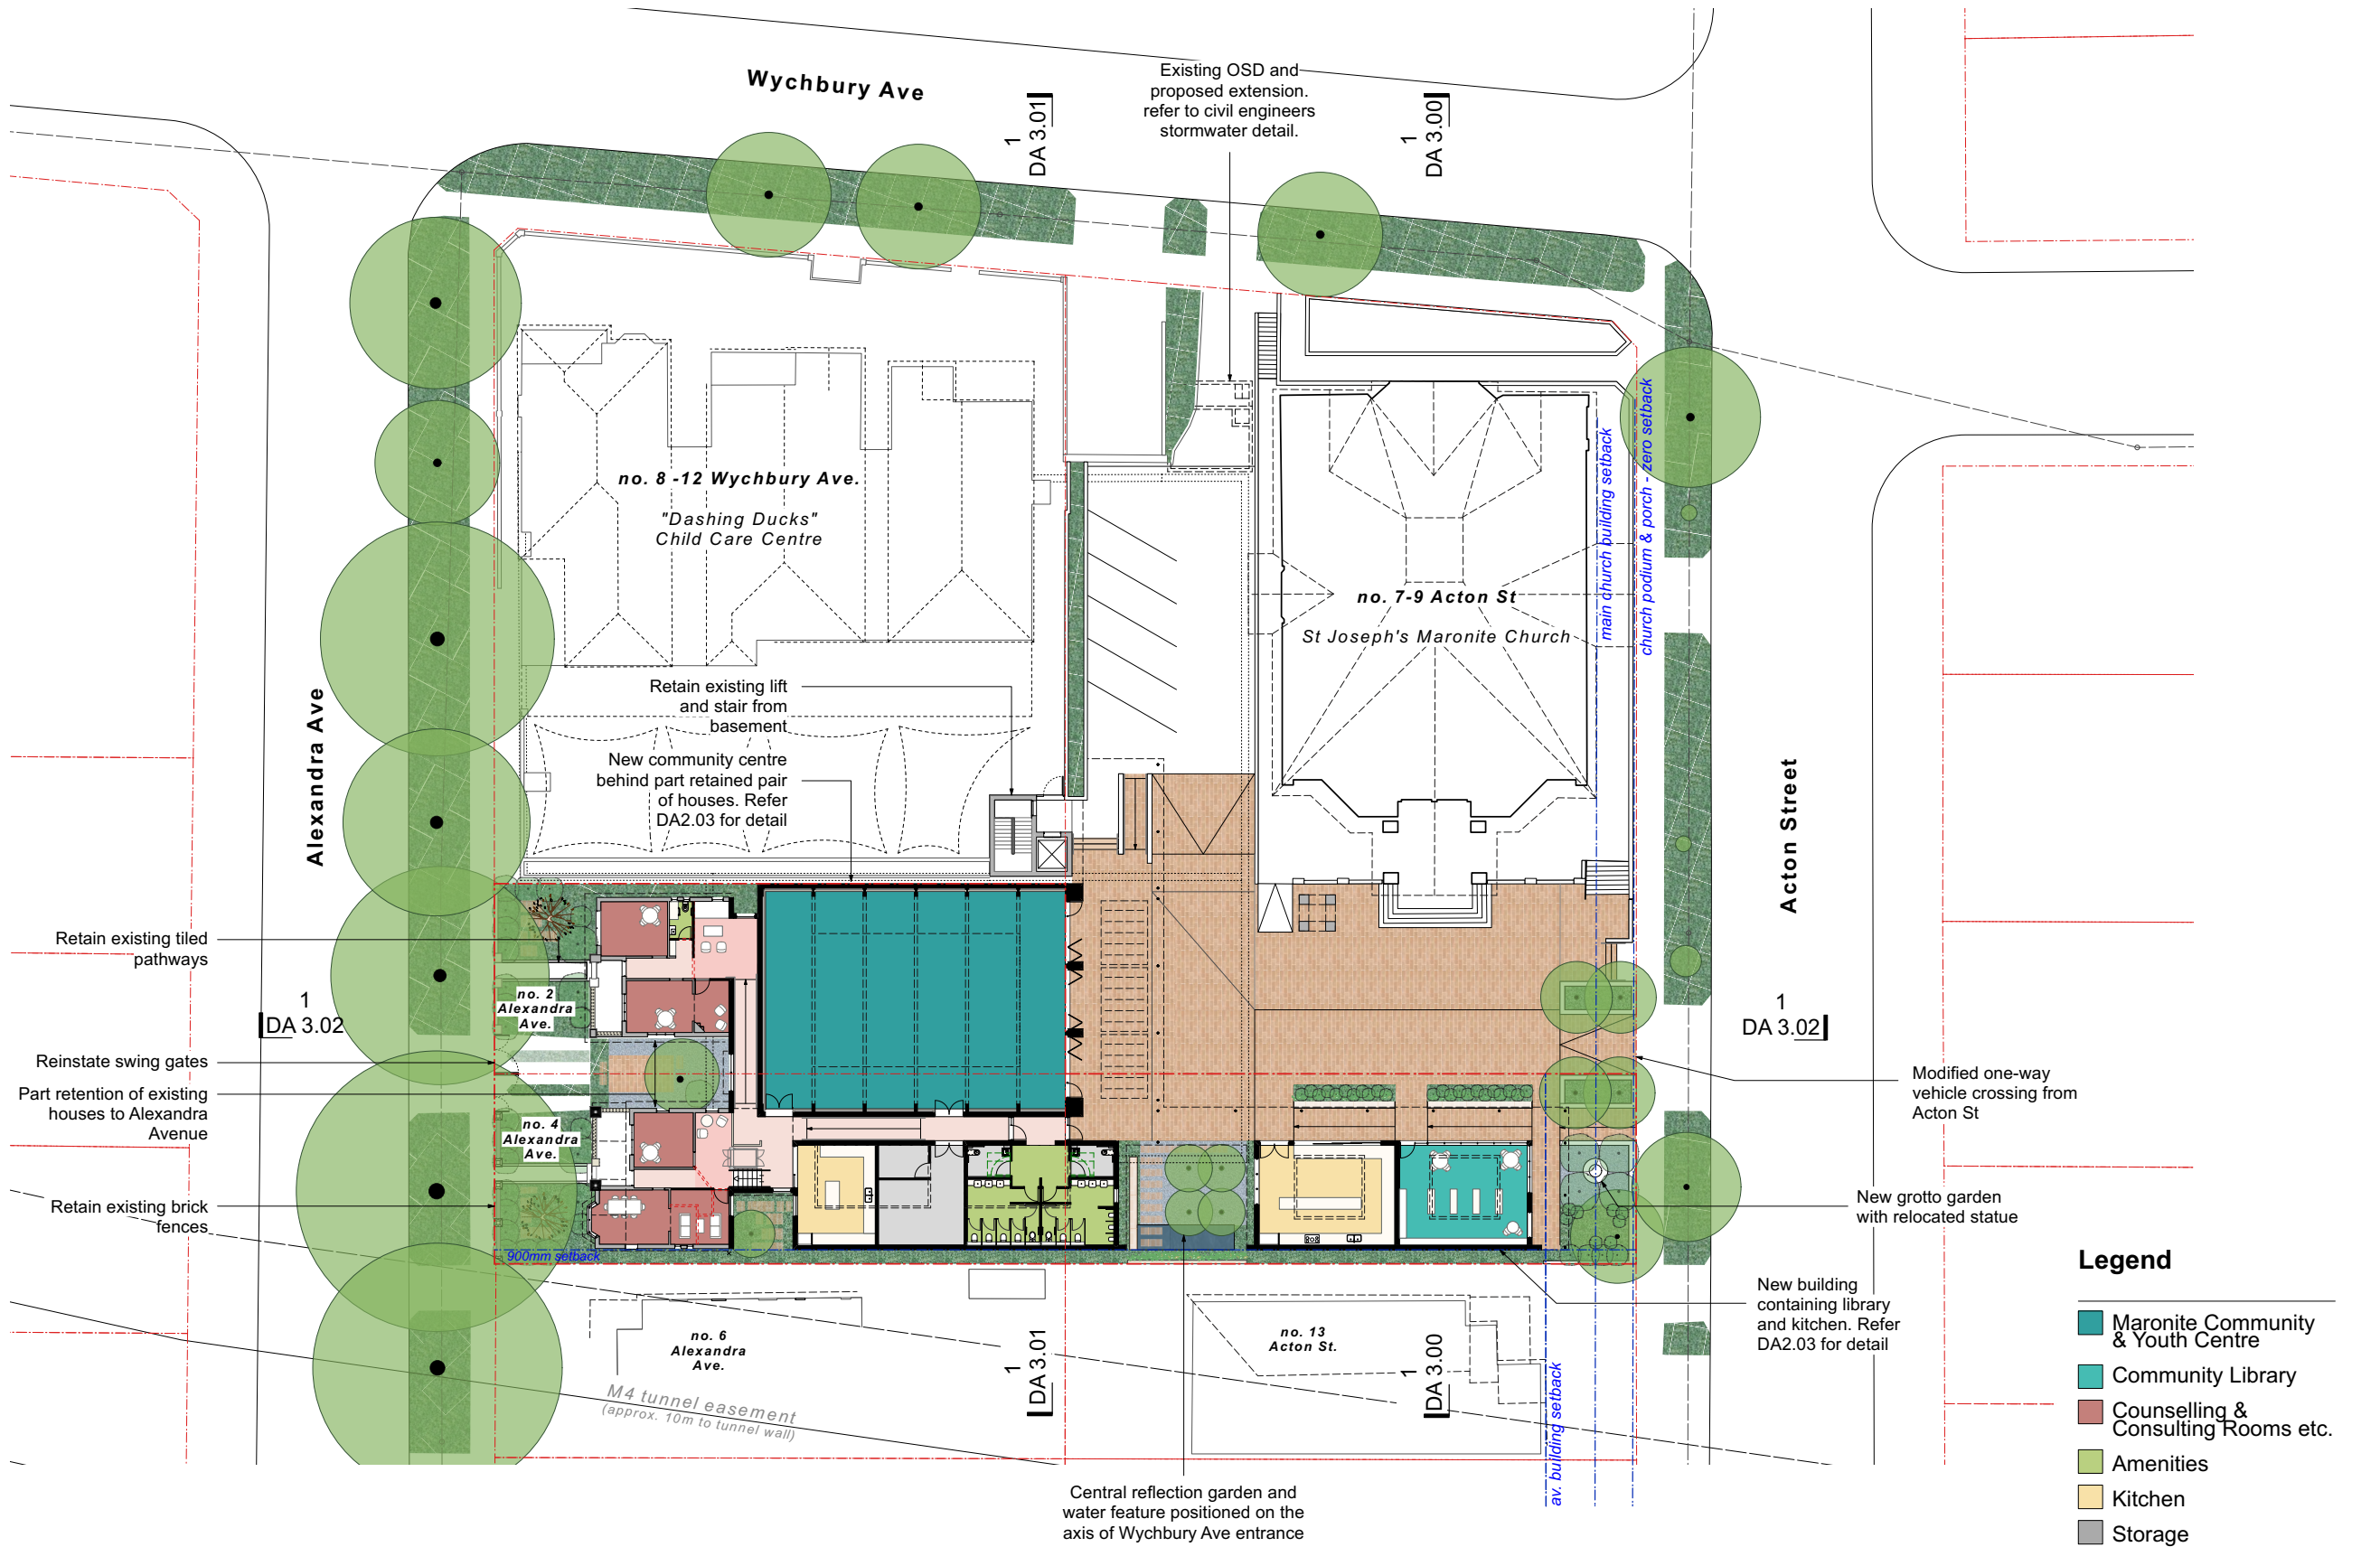 Wychbury Ave
Existing OSD and
proposed extension.
refer to civil engineers
stormwater detail.
1
DA 3.01
1
DA 3.00
no. 8 -12 Wychbury Ave.
"Dashing Ducks"
Child Care Centre
no. 7-9 Acton St
St Joseph's Maronite Church
main church building setback
church podium & porch - zero setback
Alexandra Ave
Acton Street
Retain existing lift
and stair from
basement
New community centre
behind part retained pair
of houses. Refer
DA2.03 for detail
Retain existing tiled
pathways
1
DA 3.02
Reinstate swing gates
Part retention of existing
houses to Alexandra
Avenue
Retain existing brick
fences
no. 2
Alexandra
Ave.
no. 4
Alexandra
Ave.
900mm setback
1
DA 3.02
Modified one-way
vehicle crossing from
Acton St
New grotto garden
with relocated statue
New building
containing library
and kitchen. Refer
DA2.03 for detail
no. 6
Alexandra
Ave.
M4 tunnel easement
(approx. 10m to tunnel wall)
1
DA 3.01
no. 13
Acton St.
1
DA 3.00
av. building setback
Central reflection garden and
water feature positioned on the
axis of Wychbury Ave entrance
Legend
Maronite Community
& Youth Centre
Community Library
Counselling &
Consulting Rooms etc.
Amenities
Kitchen
Storage